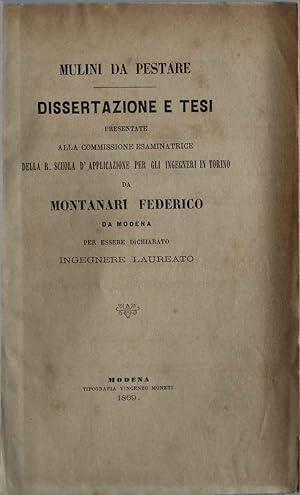 MULINI DA PESTARE
DISSERTAZIONE E TESI
PRESENTATE
ALLA COMMISSIONE ESAMINATRICE
DELLA R. SCUOLA D' APPLICAZIONE PER GLI INGEGNERI IN TORINO
DA
MONTANARI FEDERICO
DA MODENA
PER ESSERE DICHIARATO
INGEGNERE LAUREATO
MODENA
TIPOGRAFIA VINCENZO MONETI
1869.